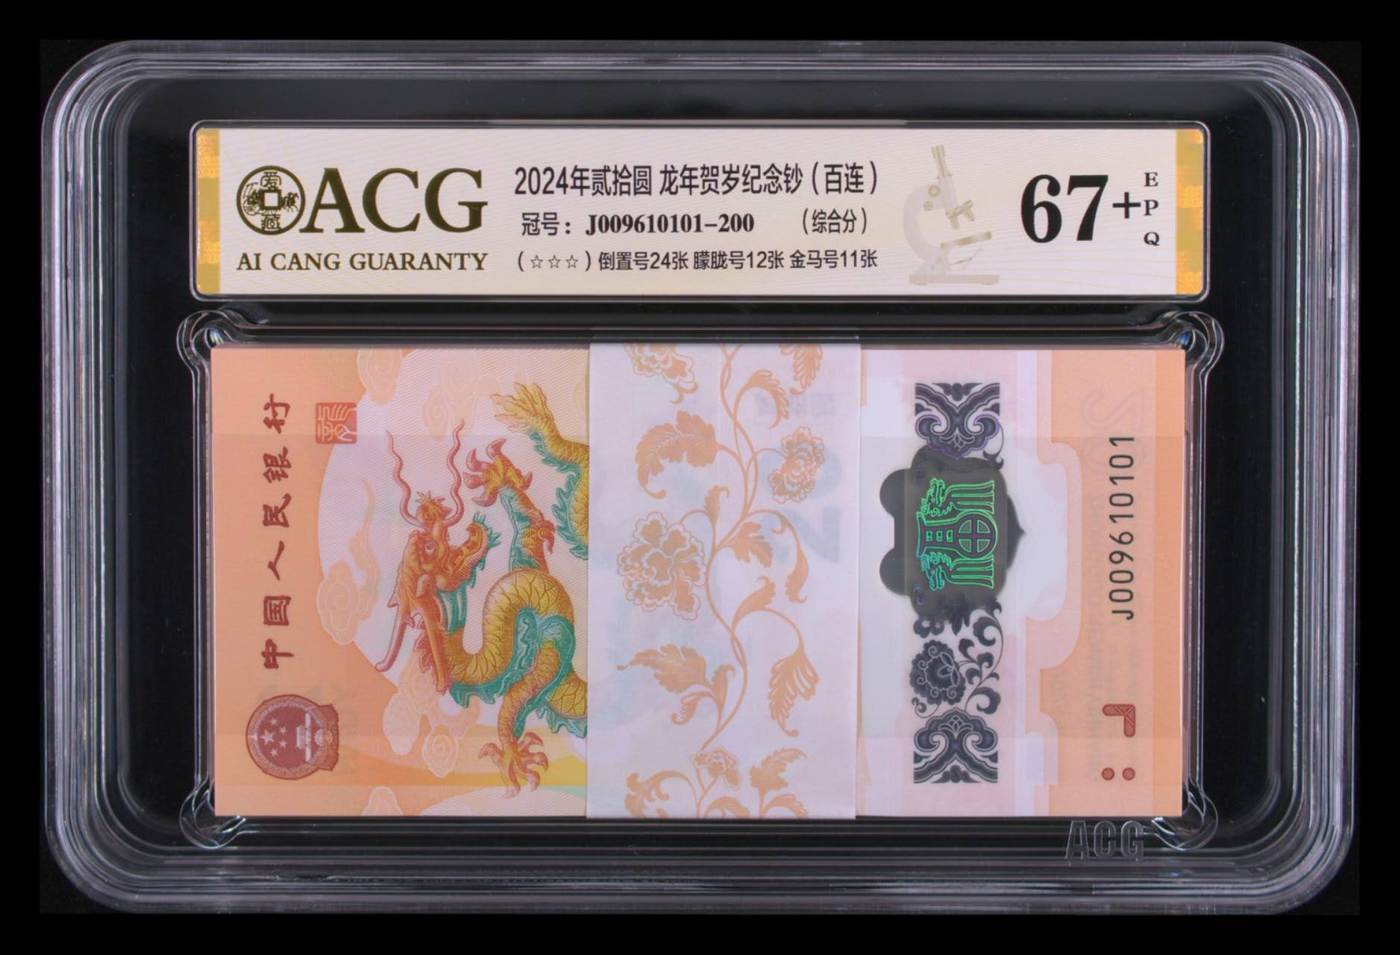 ACG
AI CANG GUARANTY
2024年贰拾圆 龙年贺岁纪念钞(百连)
冠号: J009610101-200 (综合分)
(☆☆☆) 倒置号24张 朦胧号12张 金马号11张
67+
E
P
Q
中国人民银行
J009610101
ACG